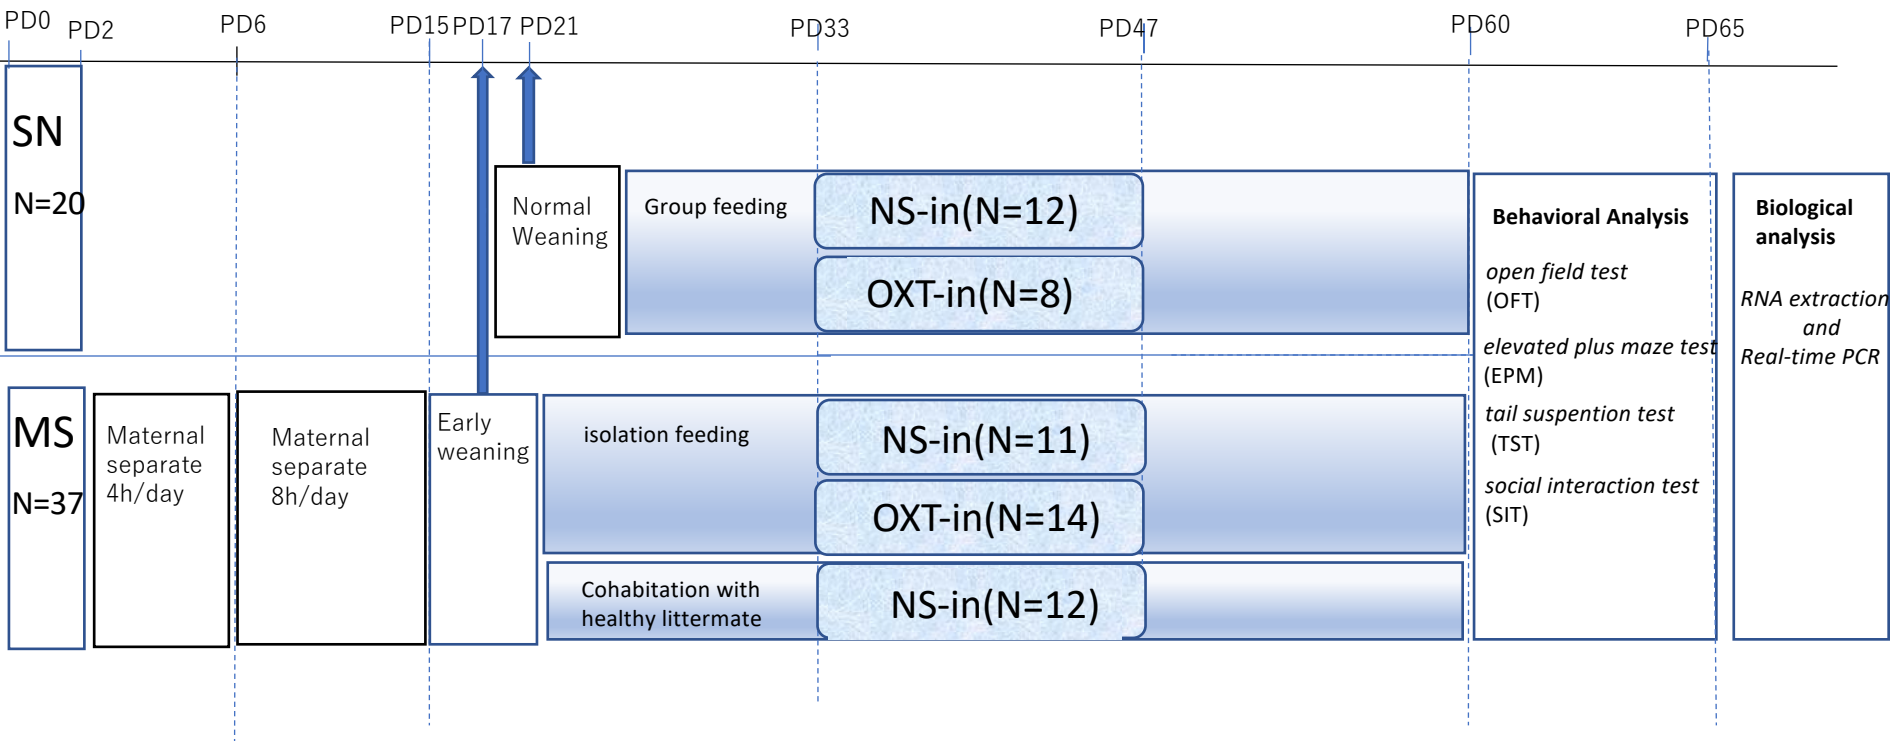 PD0
PD2
PD6
PD15
PD17
PD21
PD33
PD47
PD60
PD65
SN
N=20
Normal
Weaning
Group feeding
NS-in(N=12)
OXT-in(N=8)
MS
N=37
Maternal
separate
4h/day
Maternal
separate
8h/day
Early
weaning
isolation feeding
NS-in(N=11)
OXT-in(N=14)
Cohabitation with
healthy littermate
NS-in(N=12)
Behavioral Analysis
open field test
(OFT)
elevated plus maze test
(EPM)
tail suspention test
(TST)
social interaction test
(SIT)
Biological
analysis
RNA extraction
and
Real-time PCR